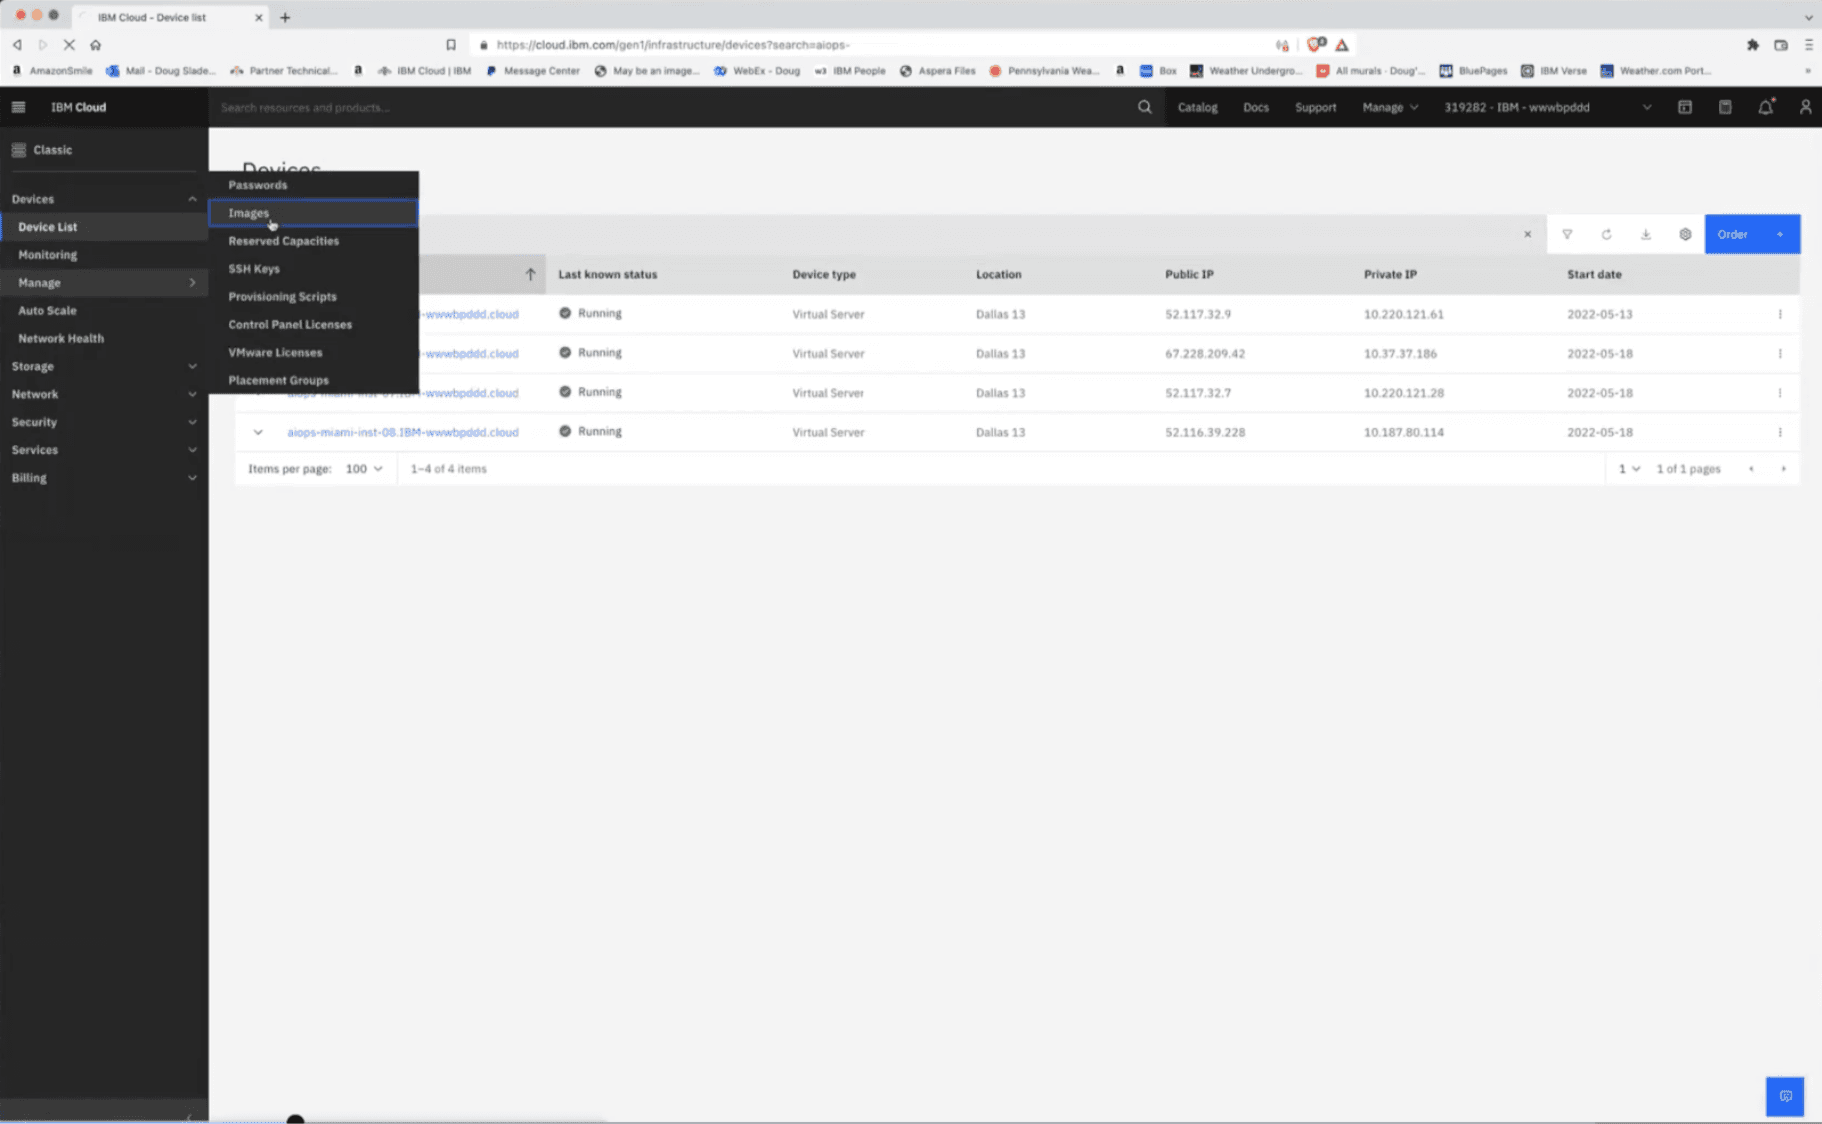 IBM Cloud - Device list
https://cloud.ibm.com/gen1/infrastructure/devices?search=aiops-
AmazonSmile Mail - Doug Slade... Partner Technical... IBM Cloud | IBM Message Center May be an image... WebEx - Doug IBM People Aspera Files Pennsylvania Wea... Box Weather Undergro... All murals - Doug'... BluePages IBM Verse Weather.com Port...
IBM Cloud Search resources and products... Catalog Docs Support Manage 319282 - IBM - wwwbpddd
Classic
Devices
Device List
Monitoring
Manage
Auto Scale
Network Health
Storage
Network
Security
Services
Billing
Devices
Passwords
Images
Reserved Capacities
SSH Keys
Provisioning Scripts
Control Panel Licenses
VMware Licenses
Placement Groups
Order
Last known status Device type Location Public IP Private IP Start date
-wwwbpddd.cloud Running Virtual Server Dallas 13 52.117.32.9 10.220.121.61 2022-05-13
-wwwbpddd.cloud Running Virtual Server Dallas 13 67.228.209.42 10.37.37.186 2022-05-18
-wwwbpddd.cloud Running Virtual Server Dallas 13 52.117.32.7 10.220.121.28 2022-05-18
aiops-miami-inst-08.IBM-wwwbpddd.cloud Running Virtual Server Dallas 13 52.116.39.228 10.187.80.114 2022-05-18
Items per page: 100 1–4 of 4 items 1 1 of 1 pages